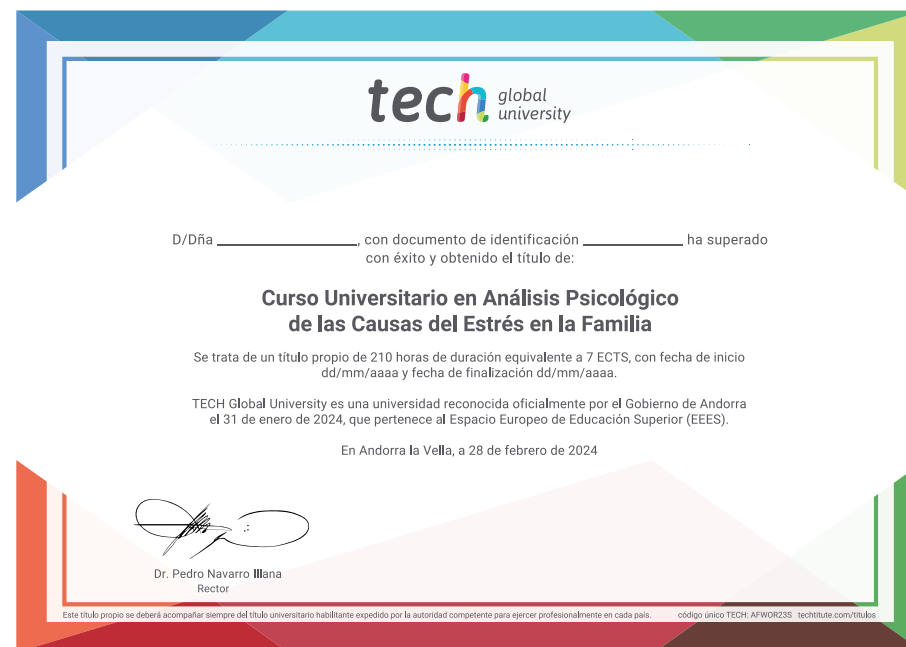 tech global university
D/Dña ____________________, con documento de identificación ______________ ha superado
con éxito y obtenido el título de:
Curso Universitario en Análisis Psicológico
de las Causas del Estrés en la Familia
Se trata de un título propio de 210 horas de duración equivalente a 7 ECTS, con fecha de inicio
dd/mm/aaaa y fecha de finalización dd/mm/aaaa.
TECH Global University es una universidad reconocida oficialmente por el Gobierno de Andorra
el 31 de enero de 2024, que pertenece al Espacio Europeo de Educación Superior (EEES).
En Andorra la Vella, a 28 de febrero de 2024
Dr. Pedro Navarro Illana
Rector
Este título propio se deberá acompañar siempre del título universitario habilitante expedido por la autoridad competente para ejercer profesionalmente en cada país. código único TECH: AFWOR23S techtitute.com/titulos